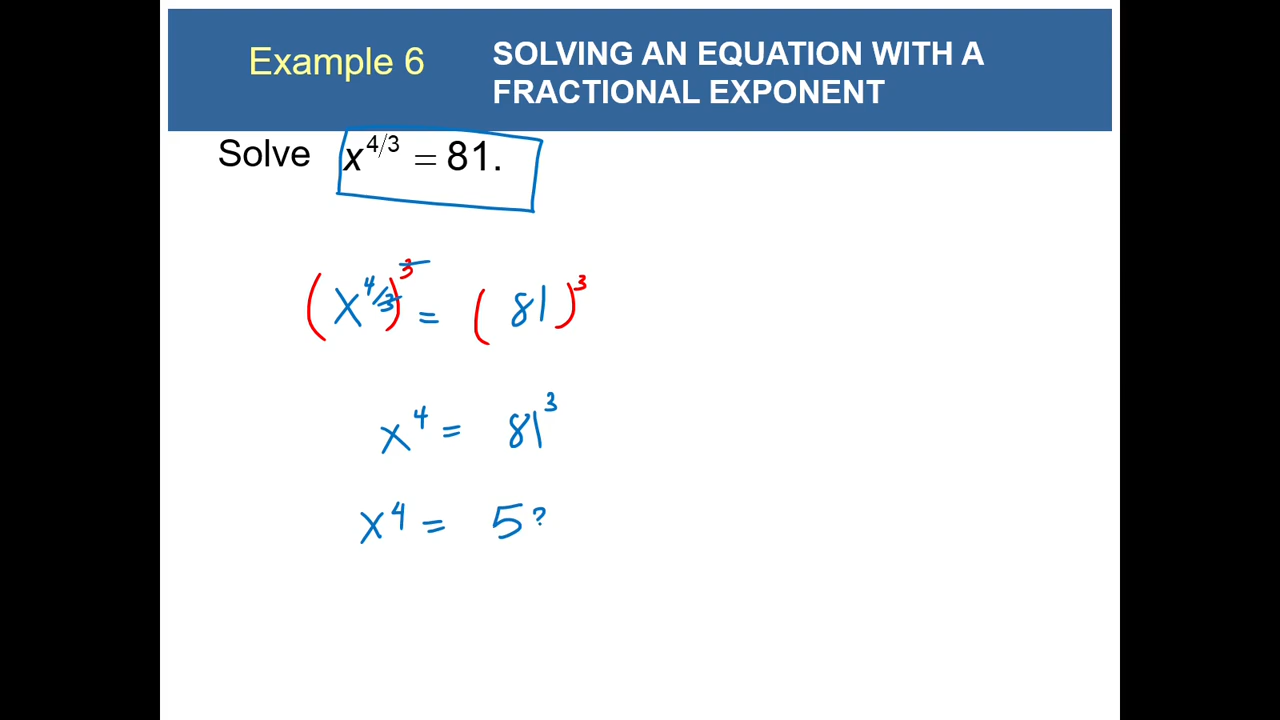 Example 6
SOLVING AN EQUATION WITH A
FRACTIONAL EXPONENT
Solve x^{4/3} = 81.
(x^{4/3})^3 = (81)^3
x^4 = 81^3
x^4 = 5?